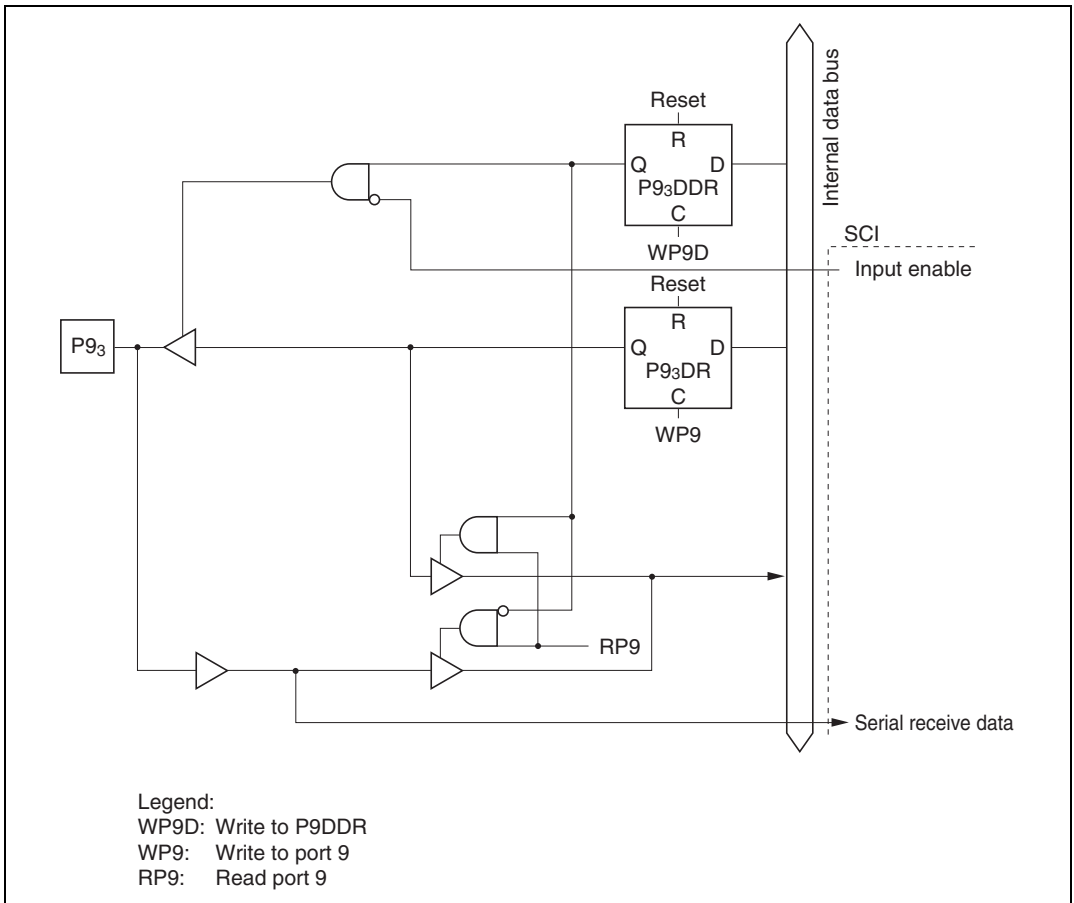 Reset
R
Q D
P93DDR
C
WP9D
Internal data bus
SCI
Input enable
Reset
R
Q D
P93DR
C
WP9
P93
RP9
Serial receive data
Legend:
WP9D: Write to P9DDR
WP9: Write to port 9
RP9: Read port 9